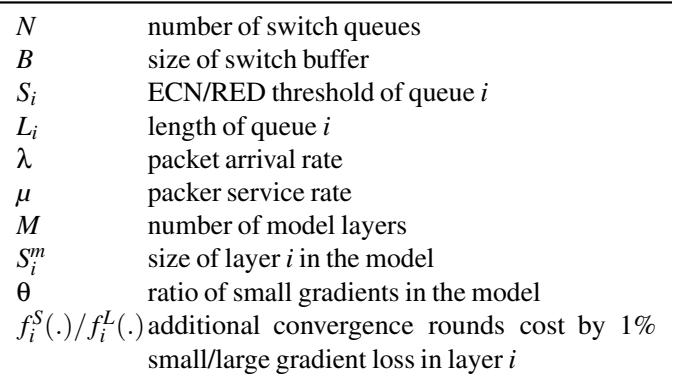 N number of switch queues
B size of switch buffer
S_i ECN/RED threshold of queue i
L_i length of queue i
λ packet arrival rate
μ packer service rate
M number of model layers
S_i^m size of layer i in the model
θ ratio of small gradients in the model
f_i^S(.)/f_i^L(.) additional convergence rounds cost by 1%
small/large gradient loss in layer i